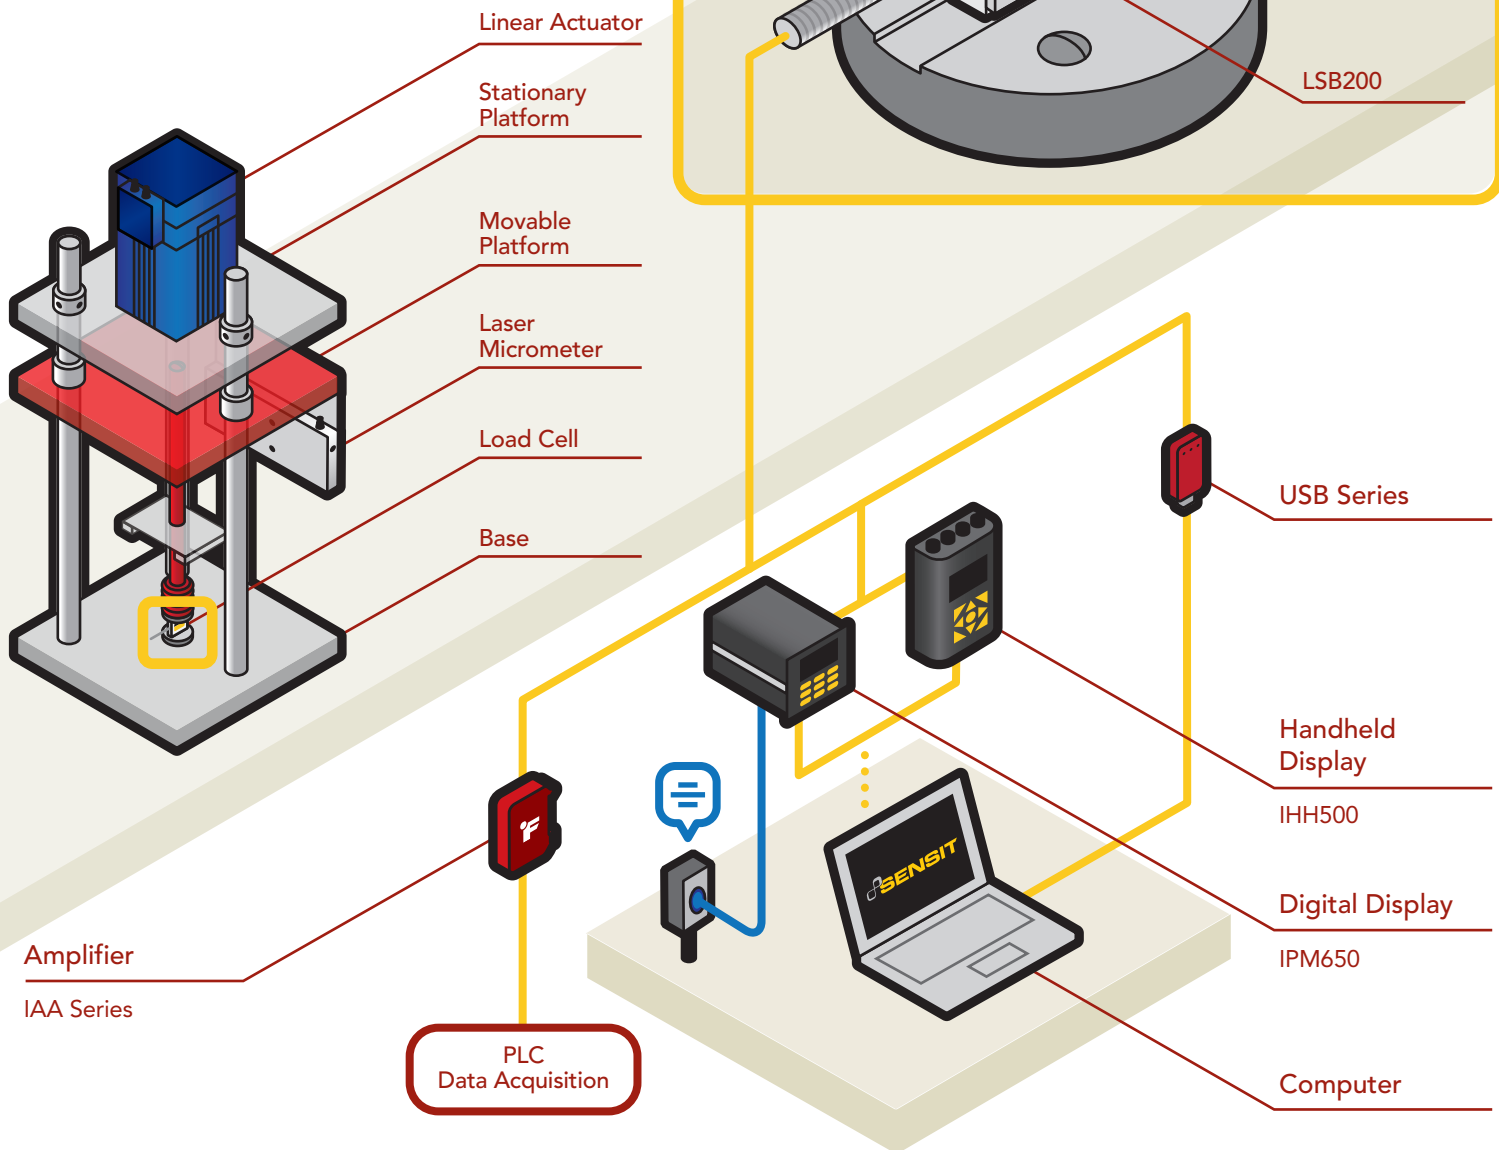 Linear Actuator
Stationary
Platform
Movable
Platform
Laser
Micrometer
Load Cell
Base
LSB200
USB Series
Handheld
Display
IHH500
Digital Display
IPM650
Computer
SENSIT
Amplifier
IAA Series
PLC
Data Acquisition